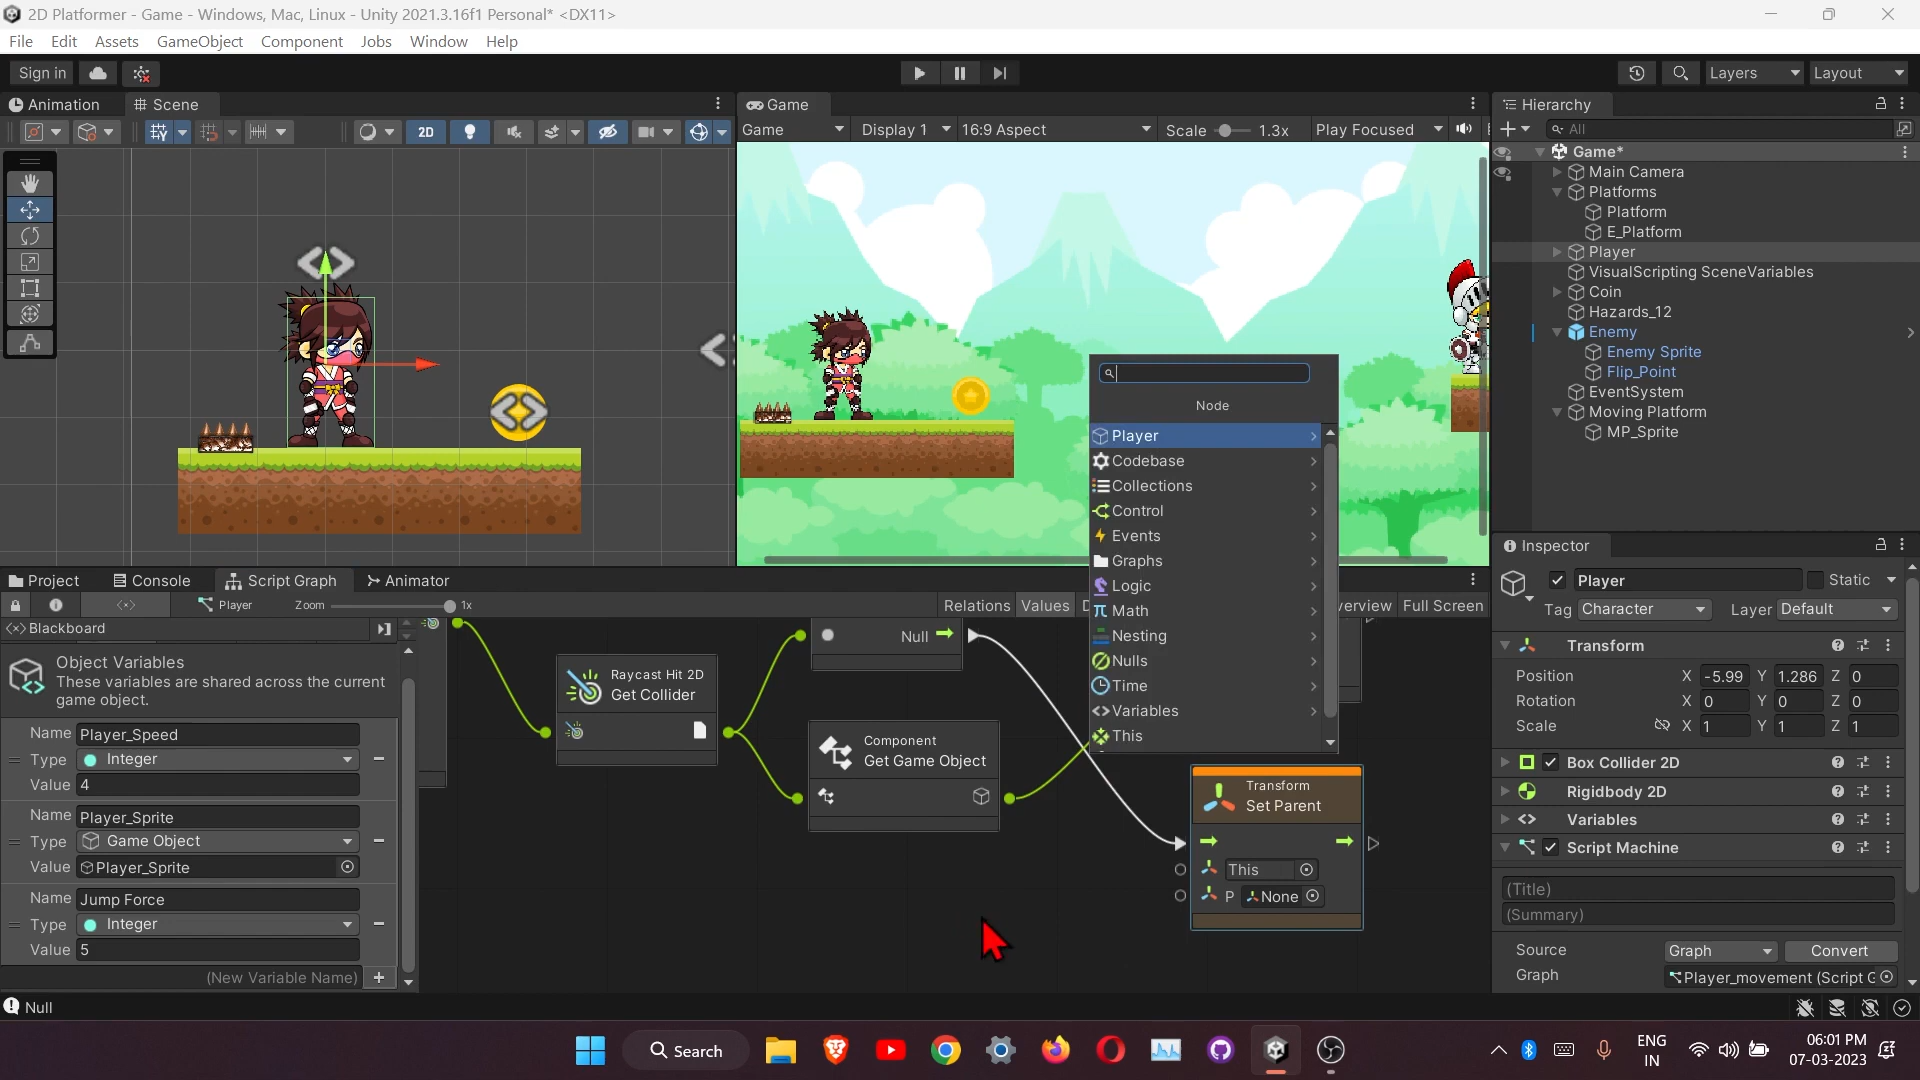 2D Platformer - Game - Windows, Mac, Linux - Unity 2021.3.16f1 Personal* <DX11>
File Edit Assets GameObject Component Jobs Window Help
Sign in
Layers
Layout
Animation
Scene
Game
Hierarchy
2D
Game
Display 1
16:9 Aspect
Scale
1.3x
Play Focused
All
Game*
Main Camera
Platforms
Platform
E_Platform
Player
VisualScripting SceneVariables
Coin
Hazards_12
Enemy
Enemy Sprite
Flip_Point
EventSystem
Moving Platform
MP_Sprite
Node
Player
Codebase
Collections
Control
Events
Graphs
Logic
Math
Nesting
Nulls
Time
Variables
This
Project
Console
Script Graph
Animator
Player
Zoom
1x
Relations
Values
verview
Full Screen
Blackboard
Object Variables
These variables are shared across the current
game object.
Name Player_Speed
Type Integer
Value 4
Name Player_Sprite
Type Game Object
Value Player_Sprite
Name Jump Force
Type Integer
Value 5
(New Variable Name)
Raycast Hit 2D
Get Collider
Null
Component
Get Game Object
Transform
Set Parent
This
P None
Inspector
Player
Static
Tag Character
Layer Default
Transform
Position X -5.99 Y 1.286 Z 0
Rotation X 0 Y 0 Z 0
Scale X 1 Y 1 Z 1
Box Collider 2D
Rigidbody 2D
Variables
Script Machine
(Title)
(Summary)
Source Graph Convert
Graph Player_movement (Script G
Null
Search
ENG
IN
06:01 PM
07-03-2023